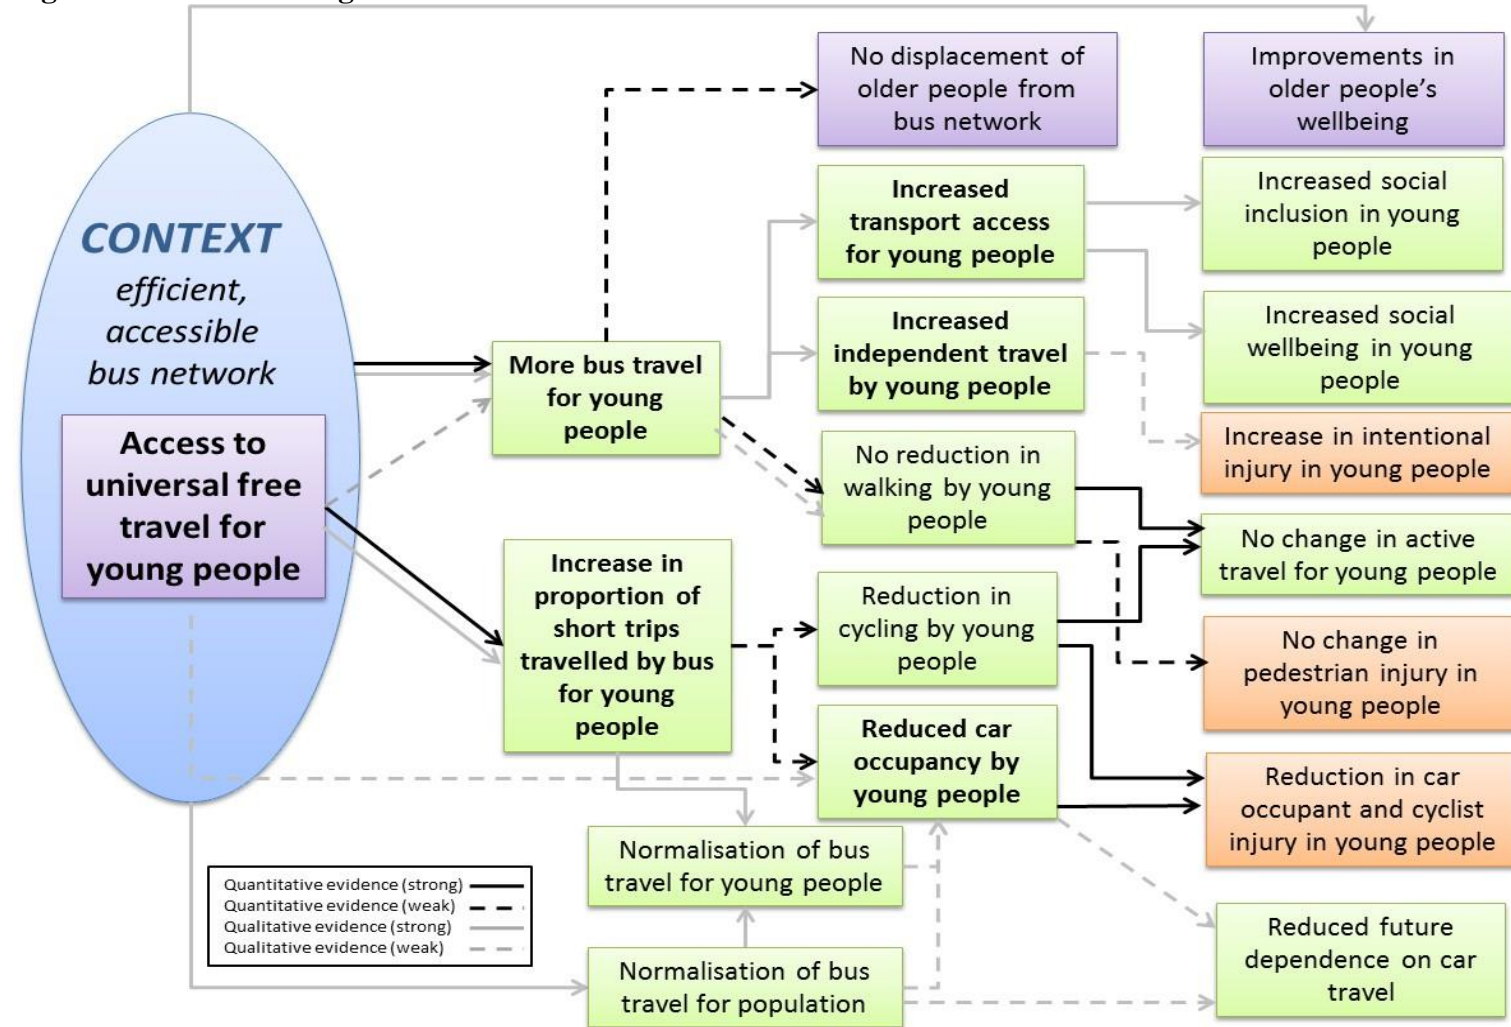 CONTEXT
efficient,
accessible
bus network
Access to
universal free
travel for
young people
More bus travel
for young
people
Increase in
proportion of
short trips
travelled by bus
for young
people
No displacement of
older people from
bus network
Increased
transport access
for young people
Increased
independent travel
by young people
No reduction in
walking by young
people
Reduction in
cycling by young
people
Reduced car
occupancy by
young people
Normalisation of bus
travel for young people
Normalisation of bus
travel for population
Improvements in
older people’s
wellbeing
Increased social
inclusion in young
people
Increased social
wellbeing in young
people
Increase in intentional
injury in young people
No change in active
travel for young people
No change in
pedestrian injury in
young people
Reduction in car
occupant and cyclist
injury in young people
Reduced future
dependence on car
travel
Quantitative evidence (strong)
Quantitative evidence (weak)
Qualitative evidence (strong)
Qualitative evidence (weak)